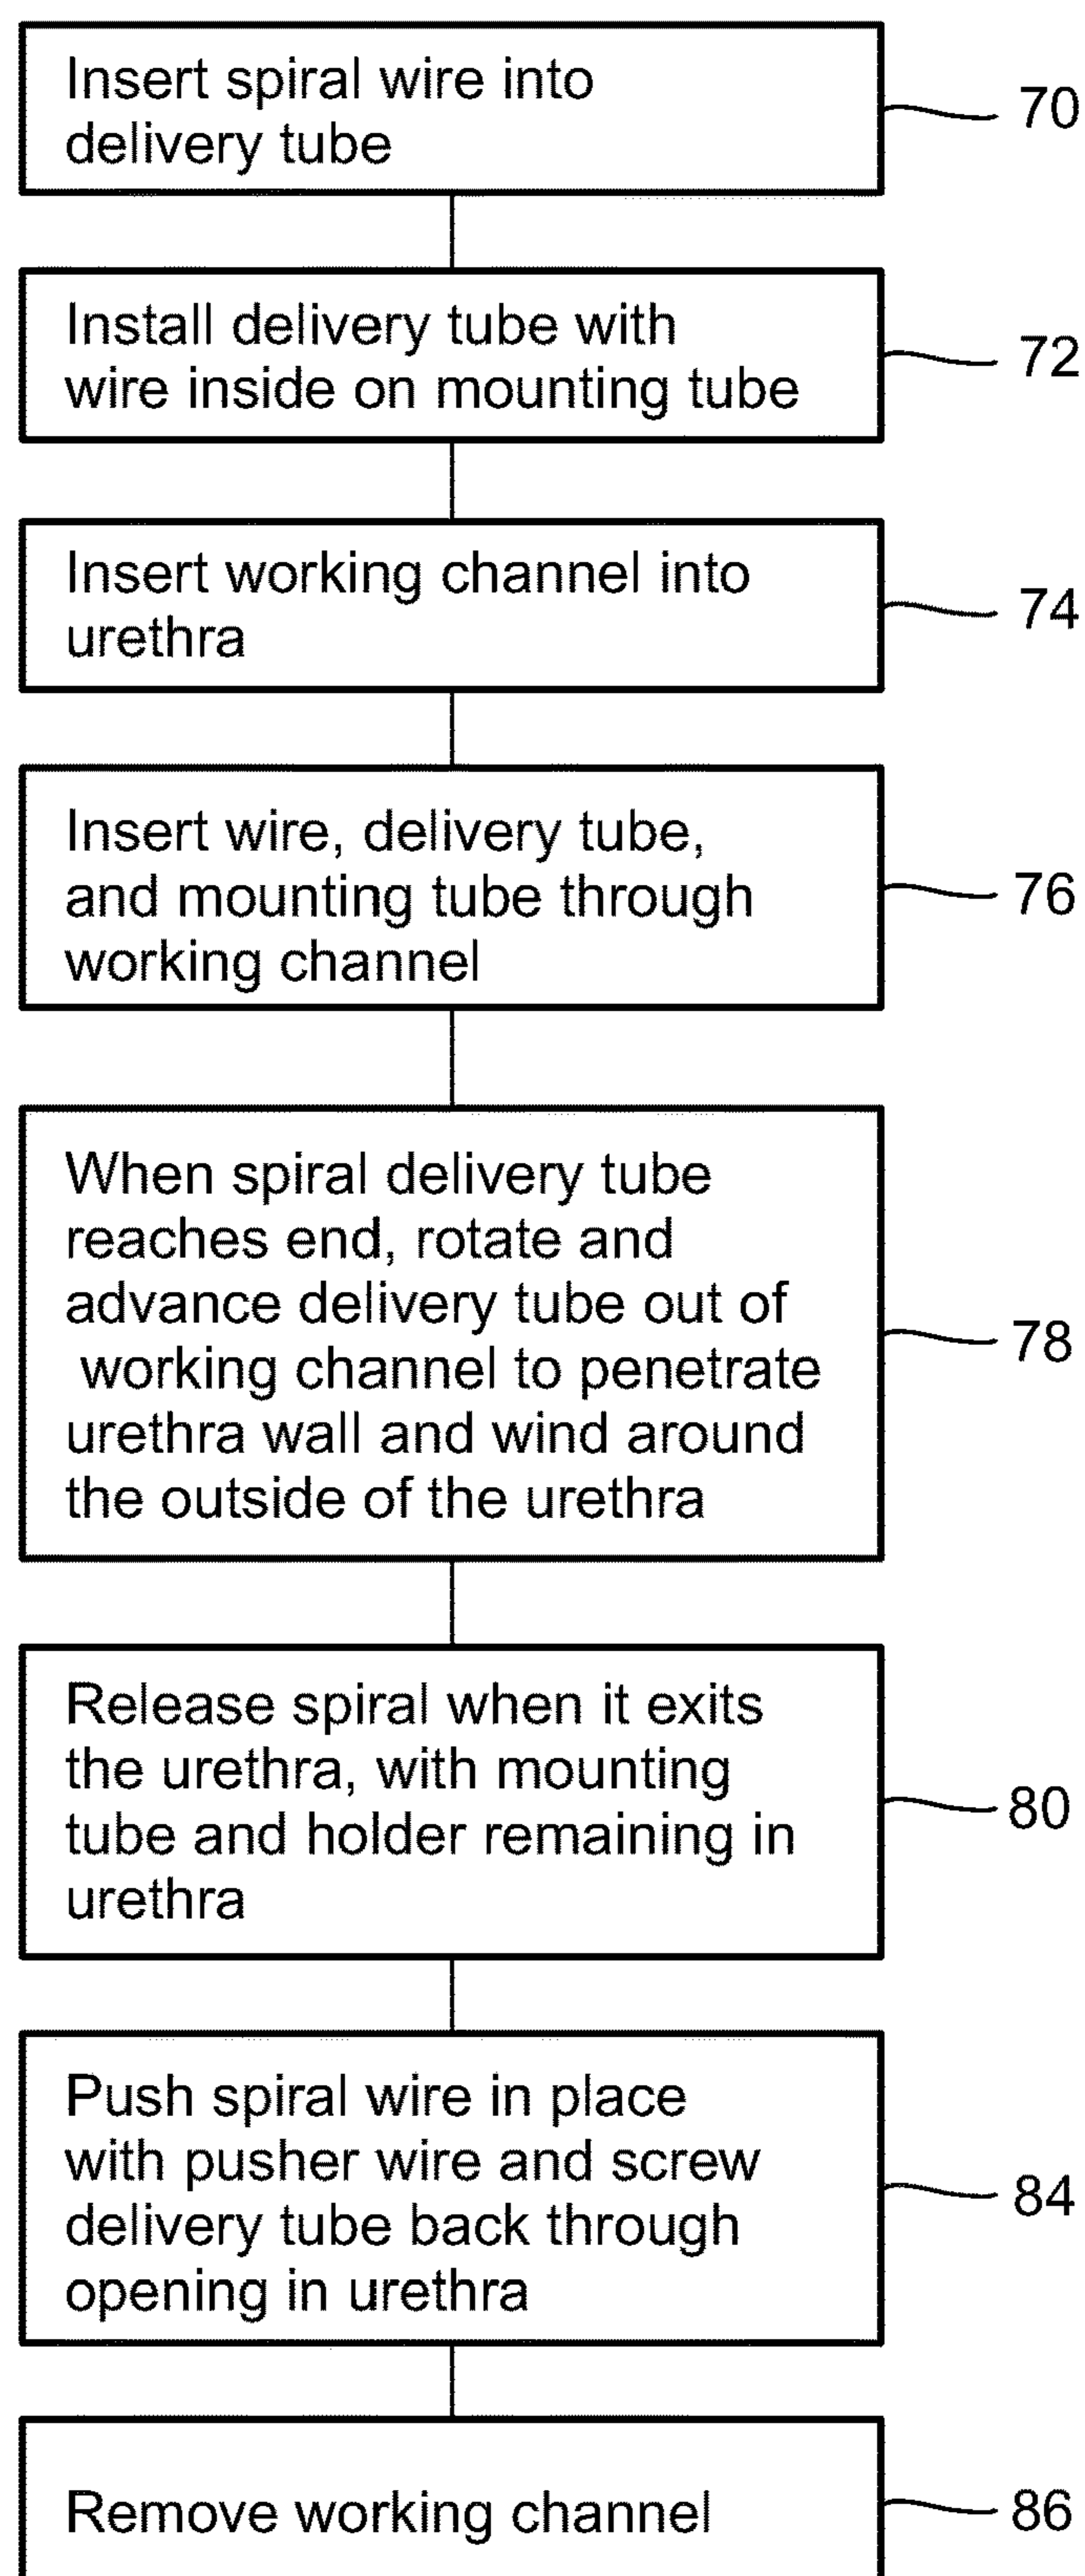 Insert spiral wire into
delivery tube
70
Install delivery tube with
wire inside on mounting tube
72
Insert working channel into
urethra
74
Insert wire, delivery tube,
and mounting tube through
working channel
76
When spiral delivery tube
reaches end, rotate and
advance delivery tube out of
working channel to penetrate
urethra wall and wind around
the outside of the urethra
78
Release spiral when it exits
the urethra, with mounting
tube and holder remaining in
urethra
80
Push spiral wire in place
with pusher wire and screw
delivery tube back through
opening in urethra
84
Remove working channel
86